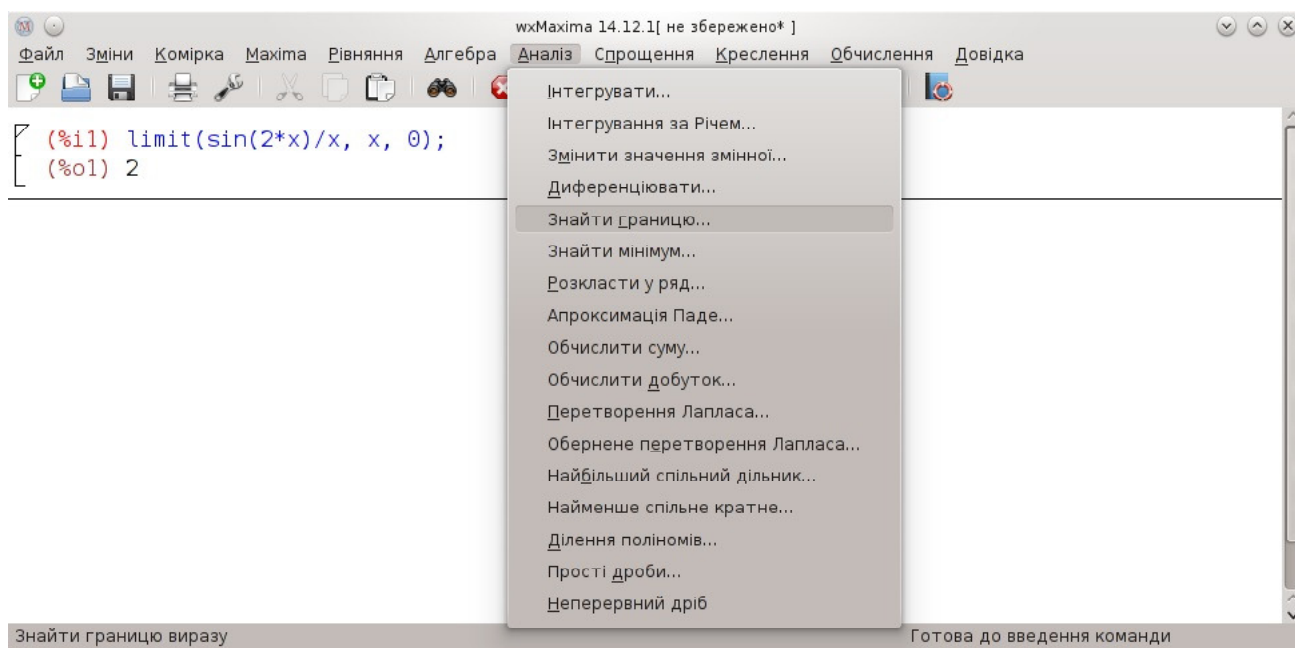 wxMaxima 14.12.1[ не збережено* ]
Файл Зміни Комірка Maxima Рівняння Алгебра Аналіз Спрощення Креслення Обчислення Довідка
(%i1) limit(sin(2*x)/x, x, 0);
(%o1) 2
Інтегрувати...
Інтегрування за Річем...
Змінити значення змінної...
Диференціювати...
Знайти границю...
Знайти мінімум...
Розкласти у ряд...
Апроксимація Паде...
Обчислити суму...
Обчислити добуток...
Перетворення Лапласа...
Обернене перетворення Лапласа...
Найбільший спільний дільник...
Найменше спільне кратне...
Ділення поліномів...
Прості дроби...
Неперервний дріб
Знайти границю виразу Готова до введення команди